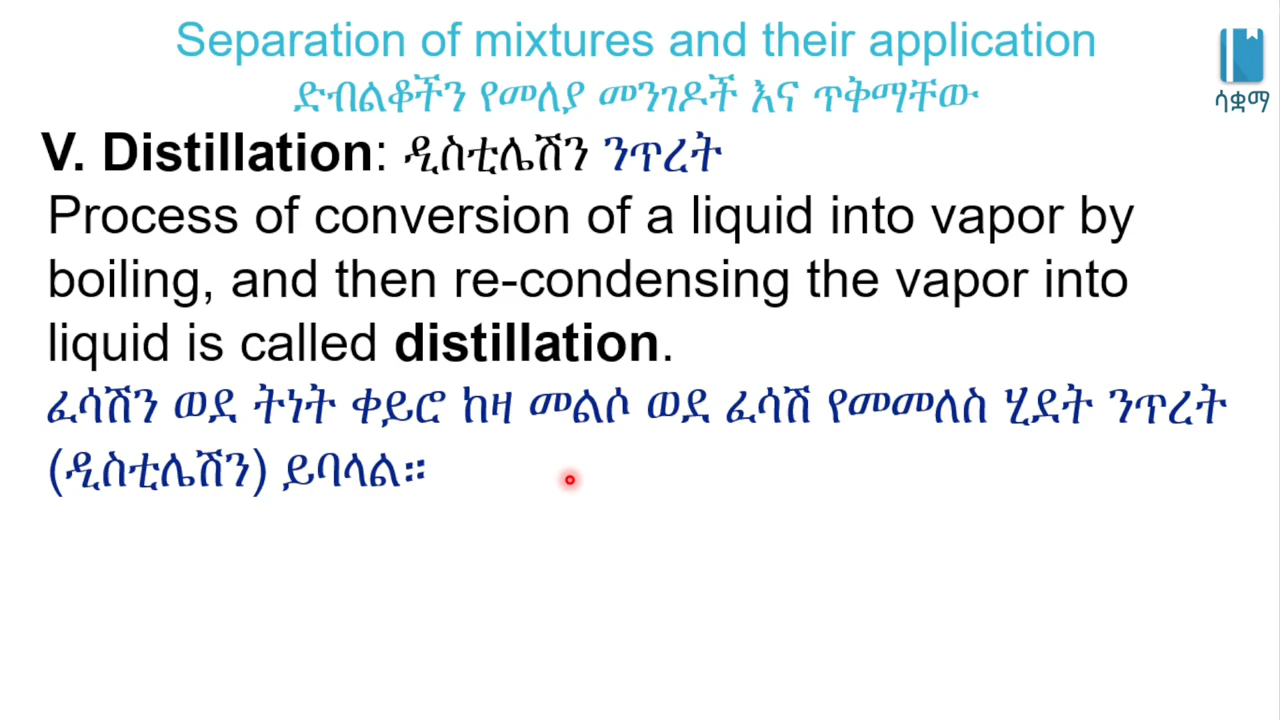 Separation of mixtures and their application
ድብልቆችን የመለያ መንገዶች እና ጥቅማቸው
ሳቋማ
V. Distillation: ዲስቲሌሽን ንጥረት
Process of conversion of a liquid into vapor by
boiling, and then re-condensing the vapor into
liquid is called distillation.
ፈሳሽን ወደ ትነት ቀይሮ ከዛ መልሶ ወደ ፈሳሽ የመመለስ ሂደት ንጥረት
(ዲስቲሌሽን) ይባላል።